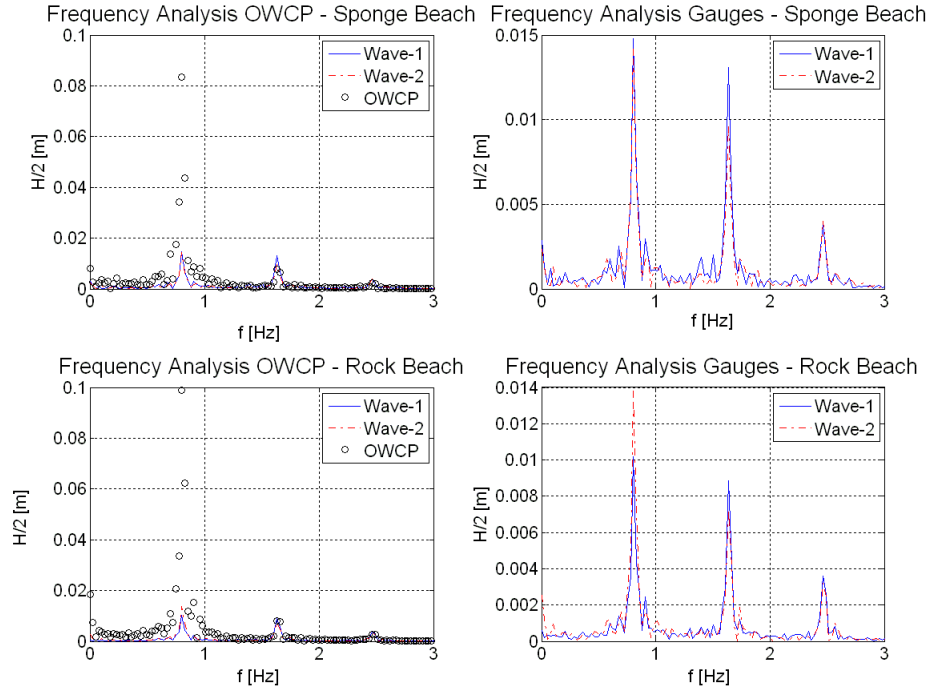 Frequency Analysis OWCP - Sponge Beach
0.1
0.08
0.06
0.04
0.02
0
H/2 [m]
0 1 2 3
f [Hz]
Wave-1
Wave-2
OWCP
Frequency Analysis Gauges - Sponge Beach
0.015
0.01
0.005
0
H/2 [m]
0 1 2 3
f [Hz]
Wave-1
Wave-2
Frequency Analysis OWCP - Rock Beach
0.1
0.08
0.06
0.04
0.02
0
H/2 [m]
0 1 2 3
f [Hz]
Wave-1
Wave-2
OWCP
Frequency Analysis Gauges - Rock Beach
0.014
0.012
0.01
0.008
0.006
0.004
0.002
0
H/2 [m]
0 1 2 3
f [Hz]
Wave-1
Wave-2